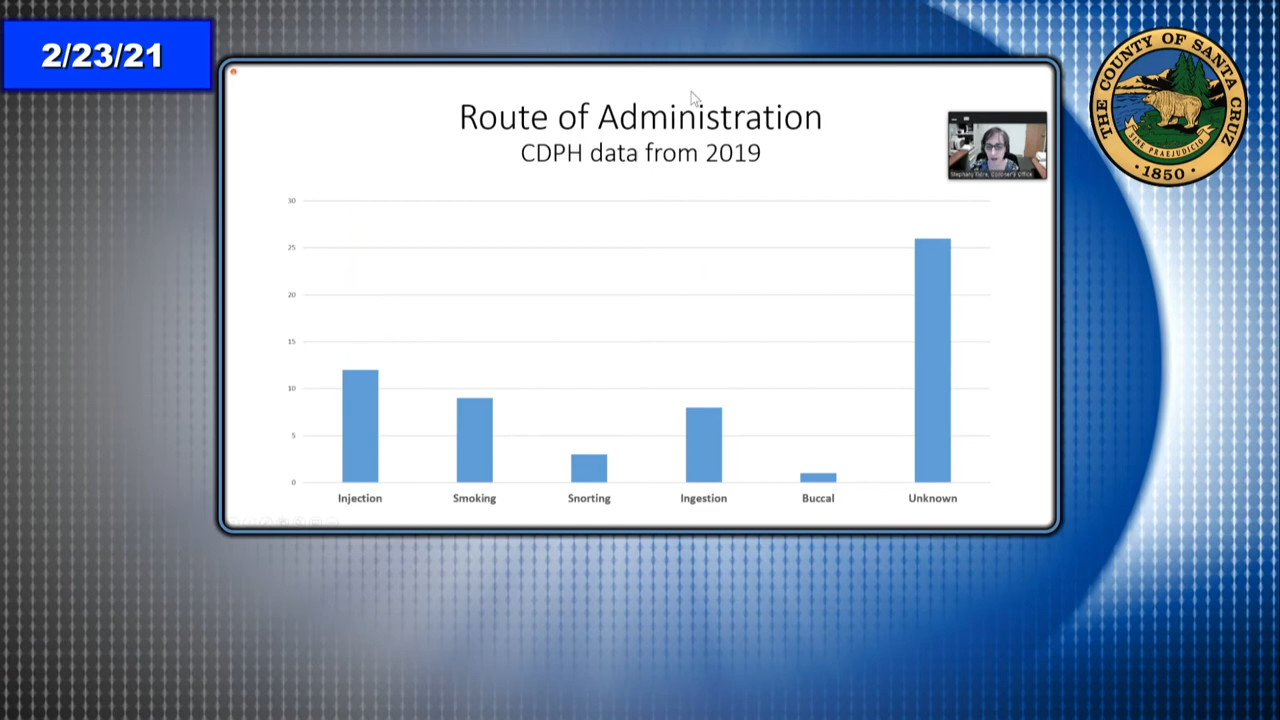 2/23/21
THE COUNTY OF SANTA CRUZ
SINE PRAEJUDICIO
• 1850 •
Route of Administration
CDPH data from 2019
30
25
20
15
10
5
0
Injection
Smoking
Snorting
Ingestion
Buccal
Unknown